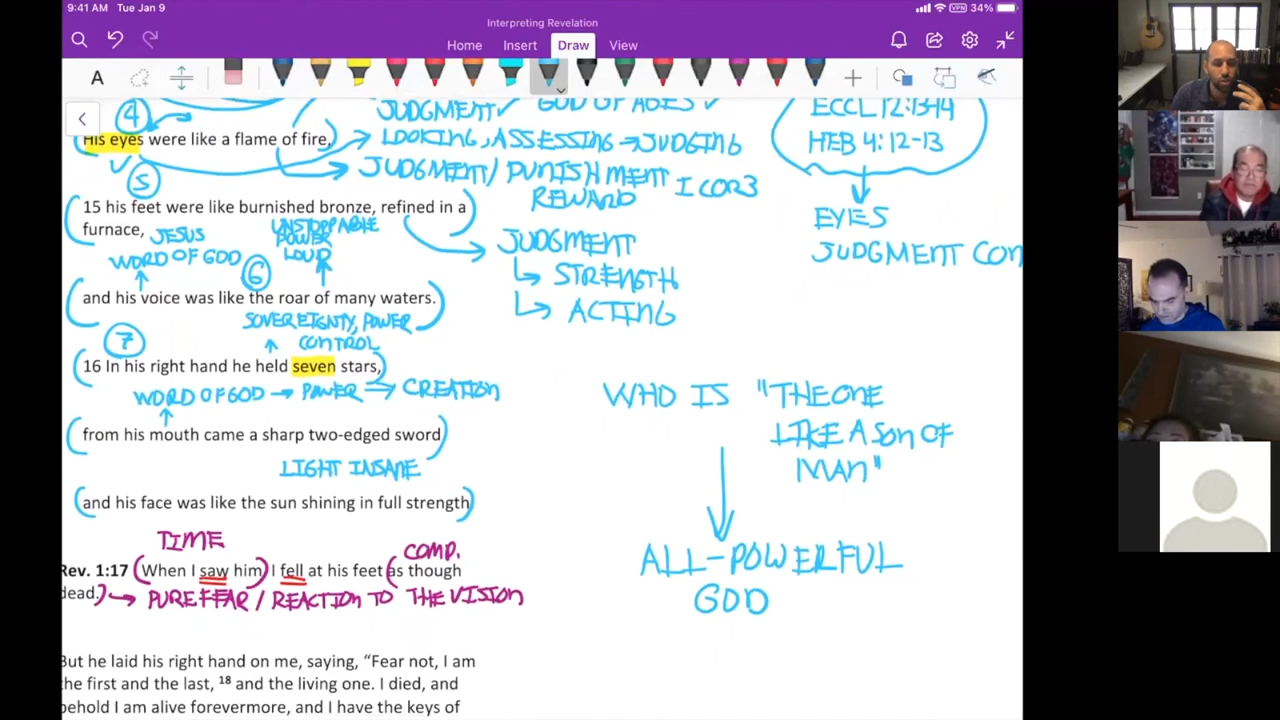 9:41 AM Tue Jan 9
VPN 34%
Interpreting Revelation
Home Insert Draw View
A
4
JUDGMENT ✓ GOD OF AGES ✓
ECCL 12:13-14
His eyes were like a flame of fire,
LOOKING, ASSESSING → JUDGING
HEB 4:12-13
5
JUDGMENT / PUNISHMENT I COR3
REWARD
15 his feet were like burnished bronze, refined in a
furnace,
EYES
JUDGMENT CON
JESUS
WORD OF GOD
UNSTOPPABLE
POWER
LOUD
JUDGMENT
STRENGTH
ACTING
6
and his voice was like the roar of many waters.
SOVEREIGNTY, POWER
CONTROL
7
16 In his right hand he held seven stars,
WORD OF GOD → POWER ⇒ CREATION
WHO IS "THE ONE
LIKE A SON OF
MAN"
from his mouth came a sharp two-edged sword
LIGHT INSANE
and his face was like the sun shining in full strength
TIME
COMP.
ALL-POWERFUL
GOD
Rev. 1:17 When I saw him I fell at his feet as though
dead. → PURE FEAR / REACTION TO THE VISION
But he laid his right hand on me, saying, “Fear not, I am
the first and the last, 18 and the living one. I died, and
behold I am alive forevermore, and I have the keys of